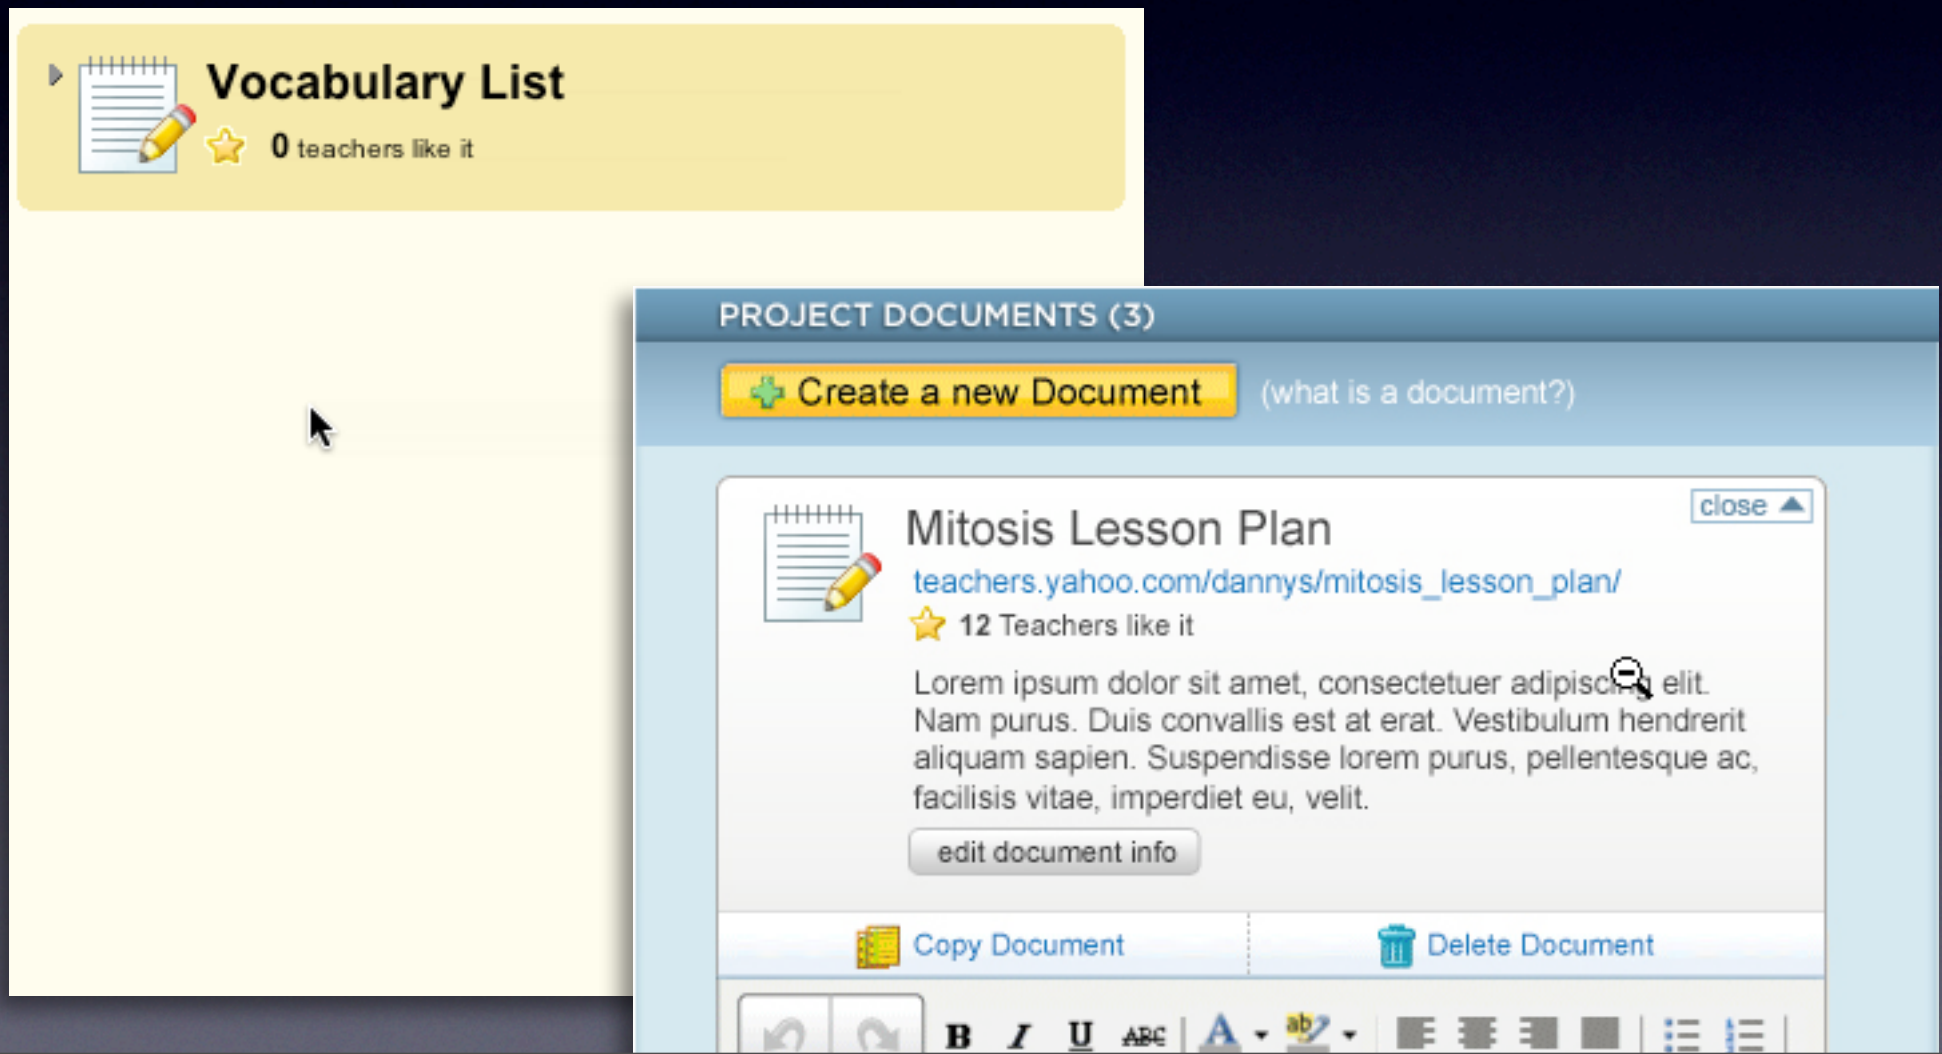 Vocabulary List
0 teachers like it
PROJECT DOCUMENTS (3)
Create a new Document (what is a document?)
close
Mitosis Lesson Plan
teachers.yahoo.com/dannys/mitosis_lesson_plan/
12 Teachers like it
Lorem ipsum dolor sit amet, consectetuer adipiscing elit.
Nam purus. Duis convallis est at erat. Vestibulum hendrerit
aliquam sapien. Suspendisse lorem purus, pellentesque ac,
facilisis vitae, imperdiet eu, velit.
edit document info
Copy Document Delete Document
B I U ABC A ab